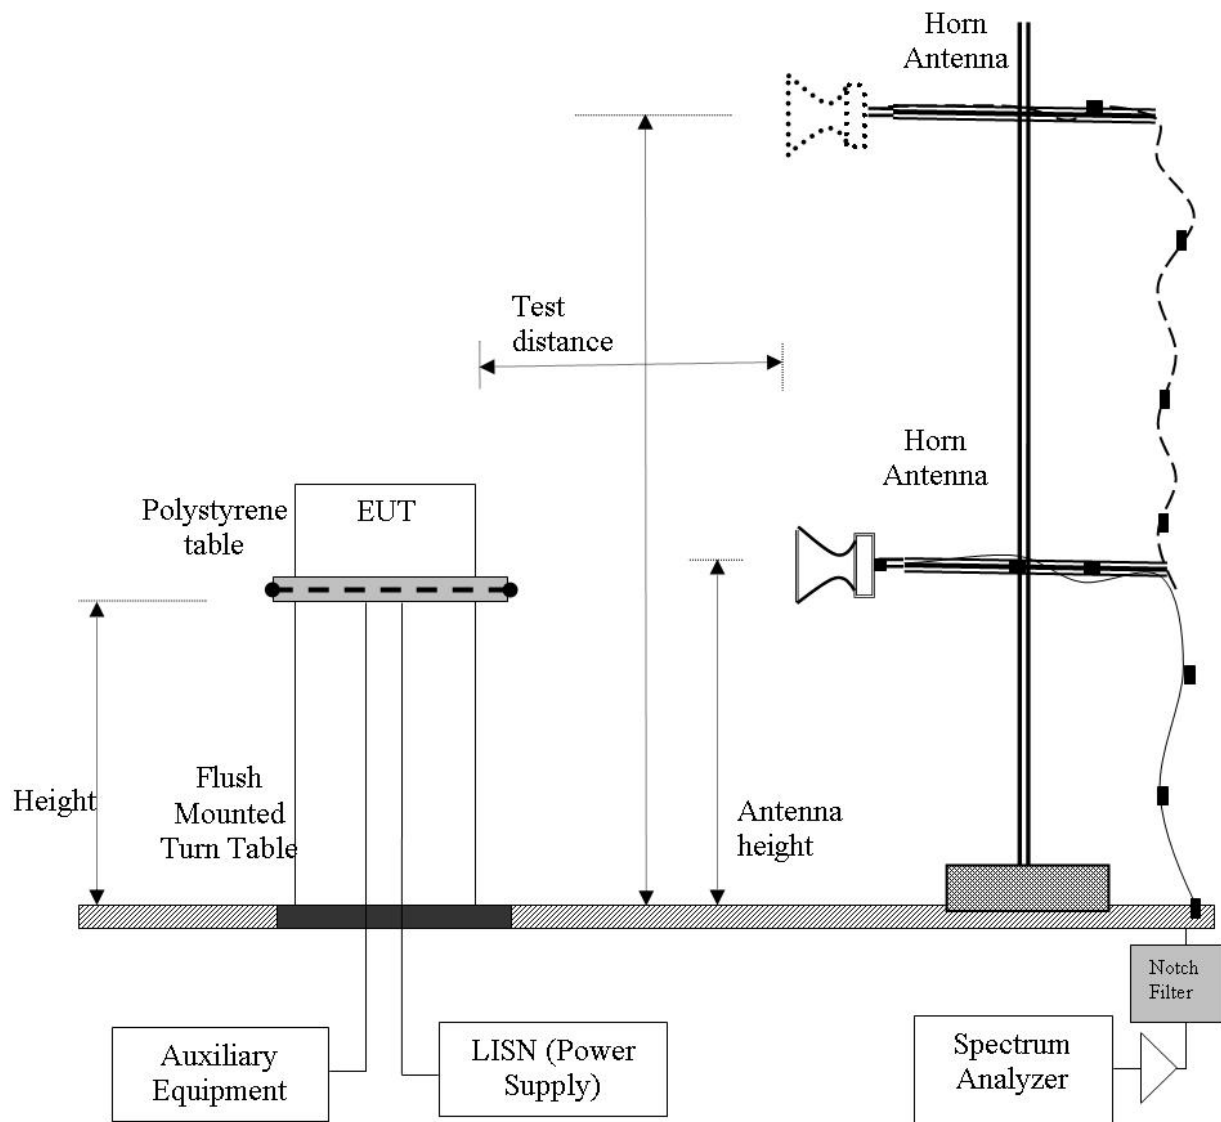 Horn
Antenna
Test
distance
Horn
Antenna
Polystyrene
table
EUT
Height
Flush
Mounted
Turn Table
Antenna
height
Notch
Filter
Auxiliary
Equipment
LISN (Power
Supply)
Spectrum
Analyzer